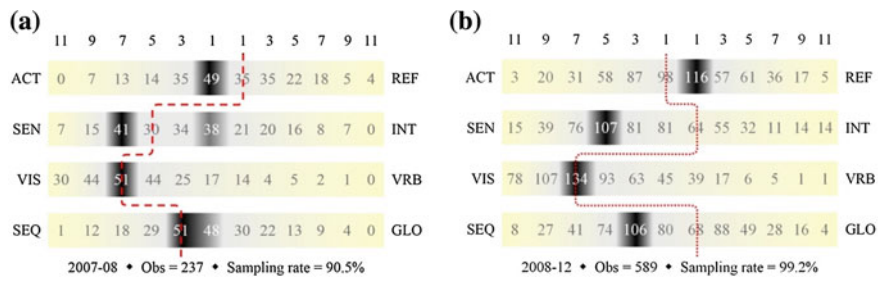 (a)
11 9 7 5 3 1 1 3 5 7 9 11
ACT 0 7 13 14 35 49 35 35 22 18 5 4 REF
SEN 7 15 41 30 34 38 21 20 16 8 7 0 INT
VIS 30 44 51 44 25 17 14 4 5 2 1 0 VRB
SEQ 1 12 18 29 51 48 30 22 13 9 4 0 GLO
2007-08 ♦ Obs = 237 ♦ Sampling rate = 90.5%
(b)
11 9 7 5 3 1 1 3 5 7 9 11
ACT 3 20 31 58 87 98 116 57 61 36 17 5 REF
SEN 15 39 76 107 81 81 64 55 32 11 14 14 INT
VIS 78 107 134 93 63 45 39 17 6 5 1 1 VRB
SEQ 8 27 41 74 106 80 68 88 49 28 16 4 GLO
2008-12 ♦ Obs = 589 ♦ Sampling rate = 99.2%